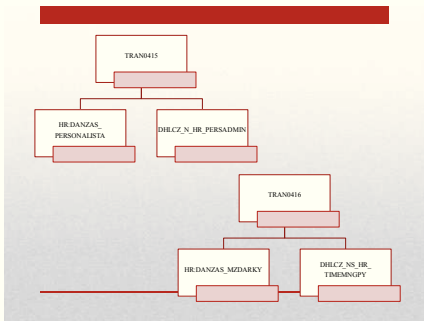 TRAN0415
HR:DANZAS_
PERSONALISTA
DHLCZ_N_HR_PERSADMIN
TRAN0416
HR:DANZAS_MZDARKY
DHLCZ_NS_HR_
TIMEMNGPY